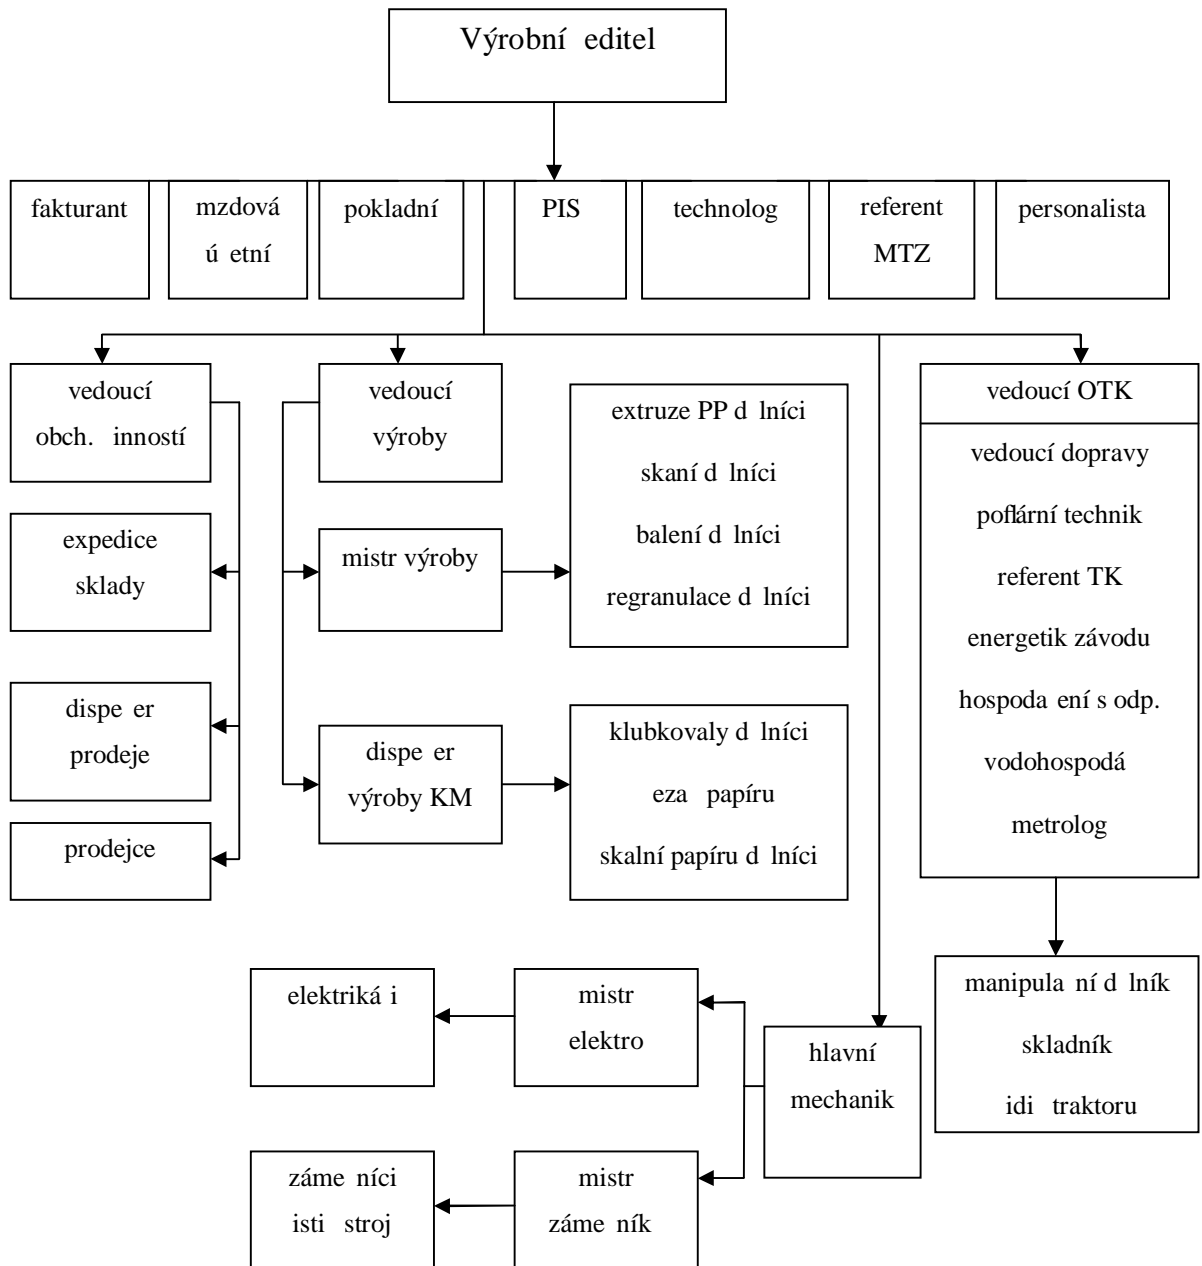 Výrobní editel
fakturant
mzdová
ú etní
pokladní
PIS
technolog
referent
MTZ
personalista
vedoucí
obch. inností
vedoucí
výroby
extruze PP d lníci
skaní d lníci
balení d lníci
regranulace d lníci
vedoucí OTK
vedoucí dopravy
poflární technik
referent TK
energetik závodu
hospoda ení s odp.
vodohospodá
metrolog
expedice
sklady
mistr výroby
dispe er
prodeje
dispe er
výroby KM
klubkovaly d lníci
eza papíru
skalní papíru d lníci
prodejce
elektriká i
mistr
elektro
hlavní
mechanik
manipula ní d lník
skladník
idi traktoru
záme níci
isti stroj
mistr
záme ník